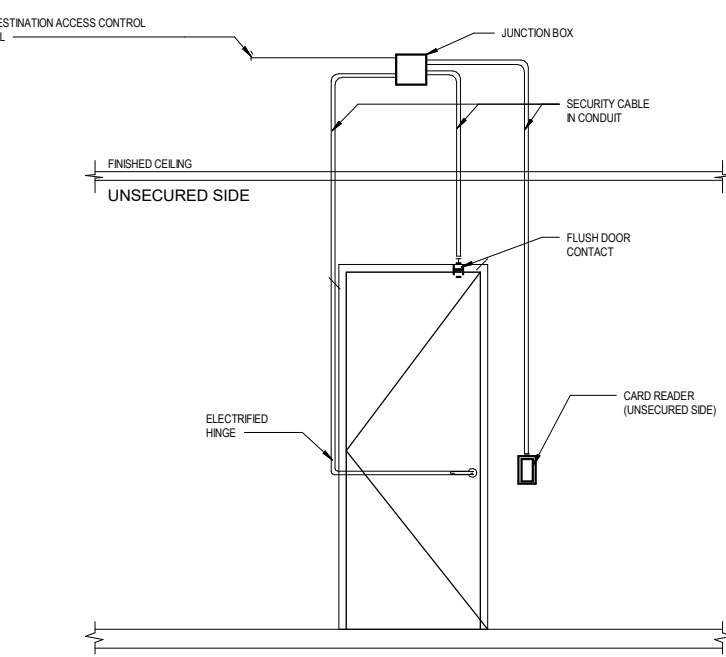 ESTINATION ACCESS CONTROL
L
JUNCTION BOX
SECURITY CABLE
IN CONDUIT
FINISHED CEILING
UNSECURED SIDE
FLUSH DOOR
CONTACT
CARD READER
(UNSECURED SIDE)
ELECTRIFIED
HINGE